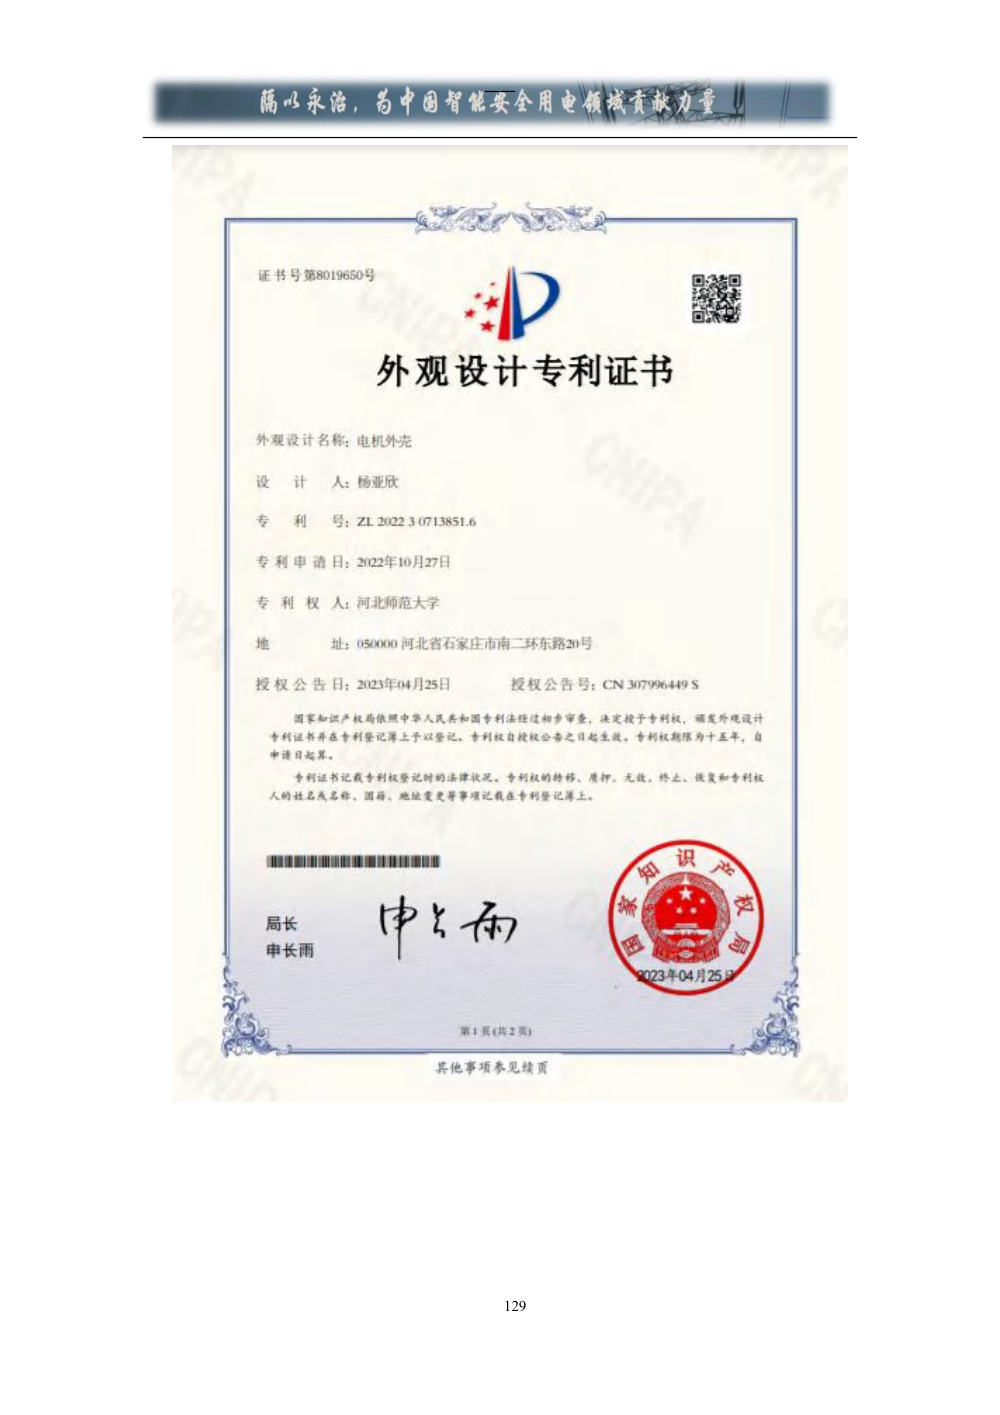 隔以永治，为中国智能安全用电领域贡献力量
证书号第8019650号
外观设计专利证书
外观设计名称：电机外壳
设计人：杨亚欣
专利号：ZL 2022 3 0713851.6
专利申请日：2022年10月27日
专利权人：河北师范大学
地址：050000 河北省石家庄市南二环东路20号
授权公告日：2023年04月25日 授权公告号：CN 307996449 S
国家知识产权局依照中华人民共和国专利法经过初步审查，决定授予专利权，颁发外观设计
专利证书并在专利登记簿上予以登记。专利权自授权公告之日起生效。专利权期限为十五年，自
申请日起算。
专利证书记载专利权登记时的法律状况。专利权的转移、质押、无效、终止、恢复和专利权
人的姓名或名称、国籍、地址变更等事项记载在专利登记簿上。
局长
申长雨
申长雨
国家知识产权局
2023年04月25日
第1页(共2页)
其他事项参见续页
129
CNIPA